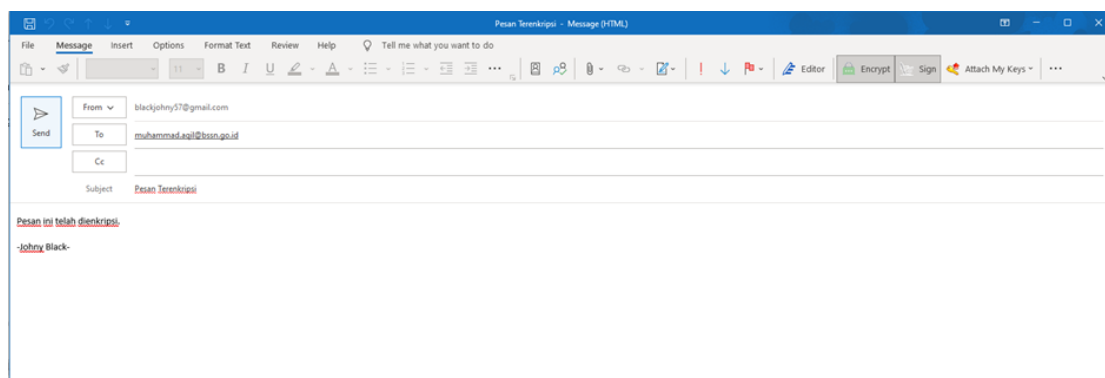 Pesan Terenkripsi - Message (HTML)
File Message Insert Options Format Text Review Help Tell me what you want to do
11 B I U A Editor Encrypt Sign Attach My Keys
From blackjohny57@gmail.com
Send To muhammad.aqil@bssn.go.id
Cc
Subject Pesan Terenkripsi
Pesan ini telah dienkripsi.
-Johny Black-